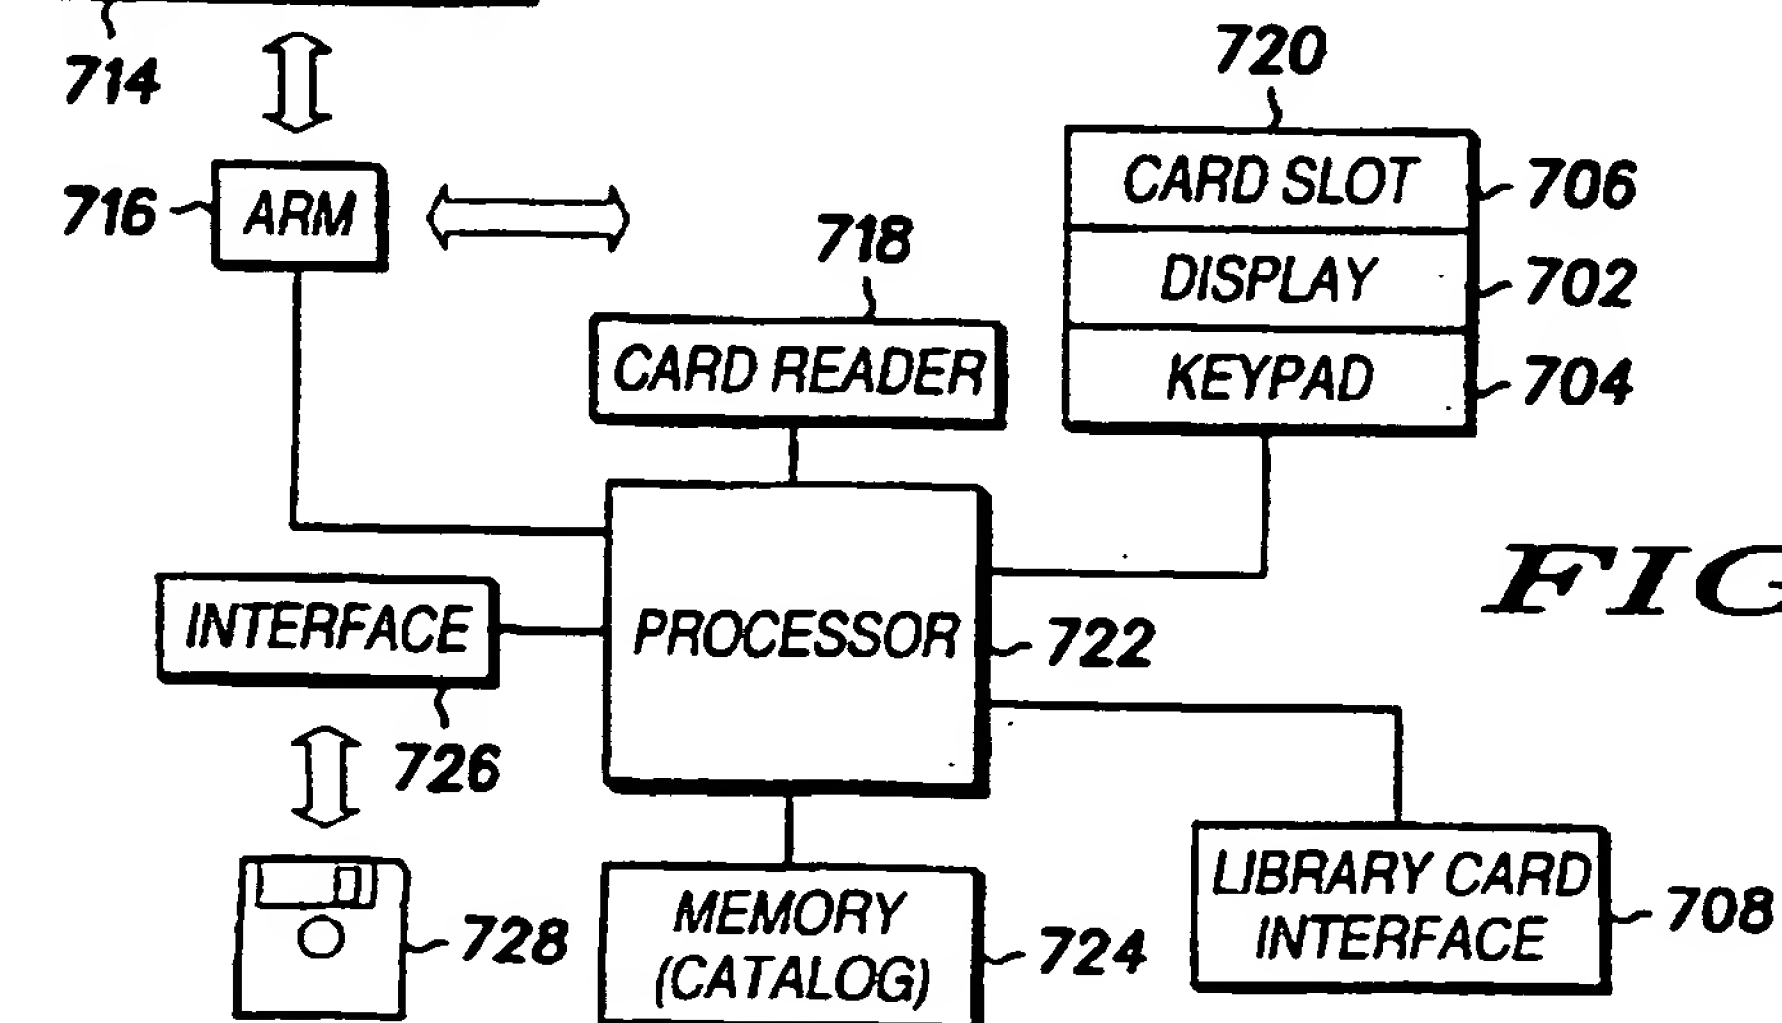 714
720
716
ARM
CARD SLOT
706
718
DISPLAY
702
CARD READER
KEYPAD
704
FIG
INTERFACE
PROCESSOR
722
726
LIBRARY CARD
INTERFACE
708
728
MEMORY
(CATALOG)
724